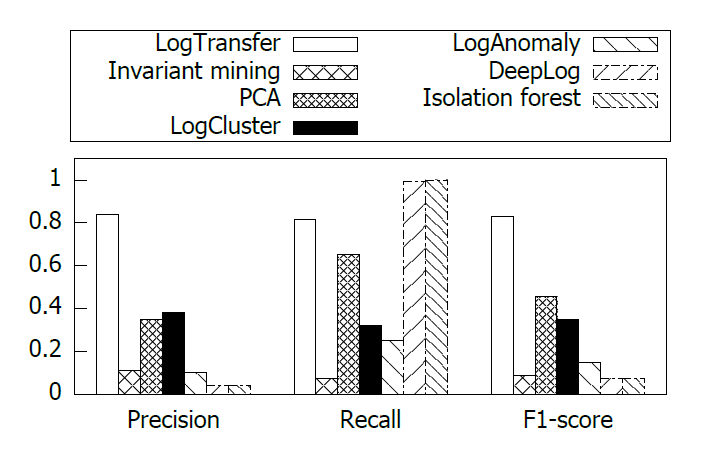 LogTransfer
LogAnomaly
Invariant mining
DeepLog
PCA
Isolation forest
LogCluster
1
0.8
0.6
0.4
0.2
0
Precision
Recall
F1-score